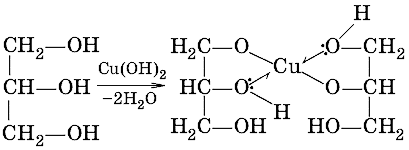 H
CH₂—OH H₂C—O O—CH₂
Cu(OH)₂ Cu
CH—OH HC—O O—CH
−2H₂O H
CH₂—OH H₂C—OH HO—CH₂